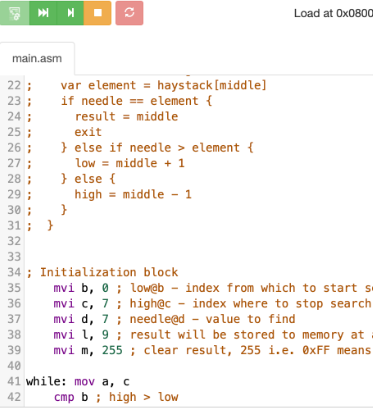 Load at 0x0800
main.asm
22 ;    var element = haystack[middle]
23 ;    if needle == element {
24 ;      result = middle
25 ;      exit
26 ;    } else if needle > element {
27 ;      low = middle + 1
28 ;    } else {
29 ;      high = middle − 1
30 ;    }
31 ;  }
32
33
34 ; Initialization block
35    mvi b, 0 ; low@b − index from which to start s
36    mvi c, 7 ; high@c − index where to stop search
37    mvi d, 7 ; needle@d − value to find
38    mvi l, 9 ; result will be stored to memory at
39    mvi m, 255 ; clear result, 255 i.e. 0xFF means
40
41 while: mov a, c
42    cmp b ; high > low